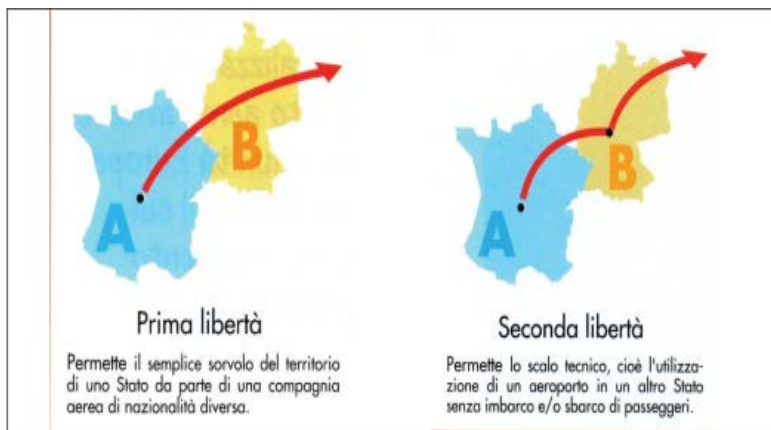 B
A
Prima libertà
Permette il semplice sorvolo del territorio
di uno Stato da parte di una compagnia
aerea di nazionalità diversa.
B
A
Seconda libertà
Permette lo scalo tecnico, cioè l'utilizza-
zione di un aeroporto in un altro Stato
senza imbarco e/o sbarco di passeggeri.